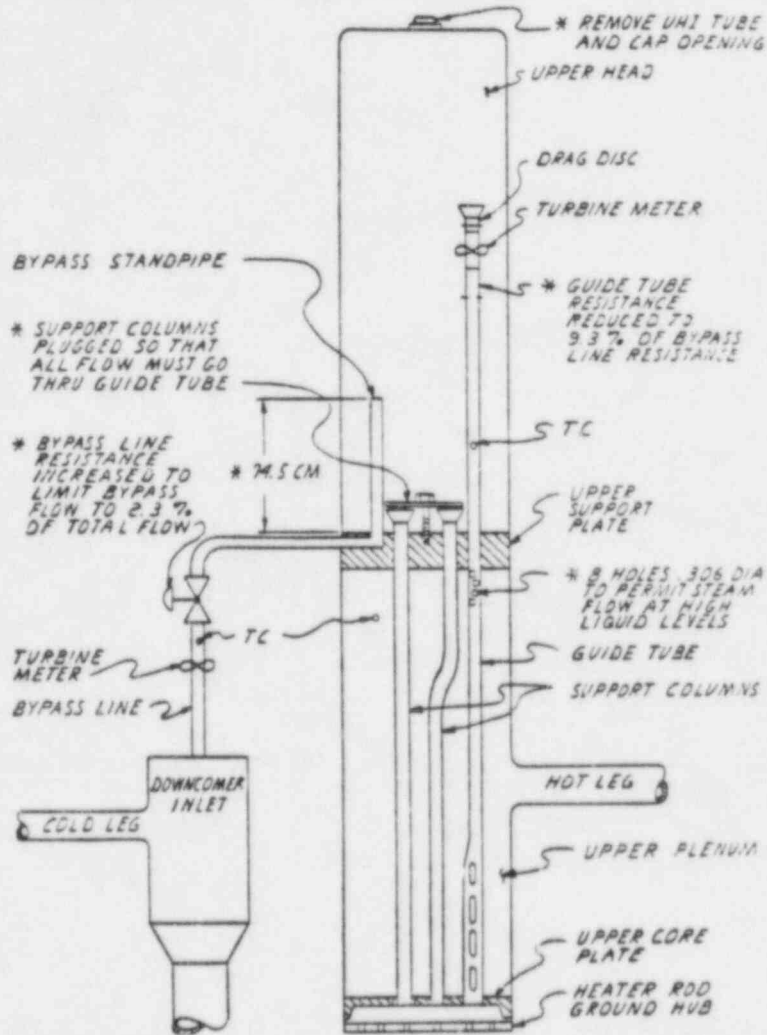 * REMOVE UHI TUBE
AND CAP OPENING
UPPER HEAD
DRAG DISC
TURBINE METER
BYPASS STANDPIPE
* GUIDE TUBE
RESISTANCE
REDUCED TO
9.3 % OF BYPASS
LINE RESISTANCE
* SUPPORT COLUMNS
PLUGGED SO THAT
ALL FLOW MUST GO
THRU GUIDE TUBE
TC
* BYPASS LINE
RESISTANCE
INCREASED TO
LIMIT BYPASS
FLOW TO 2.3 %
OF TOTAL FLOW
* 74.5 CM
UPPER
SUPPORT
PLATE
* 8 HOLES .306 DIA
TO PERMIT STEAM
FLOW AT HIGH
LIQUID LEVELS
TC
GUIDE TUBE
TURBINE
METER
SUPPORT COLUMNS
BYPASS LINE
DOWNCOMER
INLET
HOT LEG
COLD LEG
UPPER PLENUM
UPPER CORE
PLATE
HEATER ROD
GROUND HUB